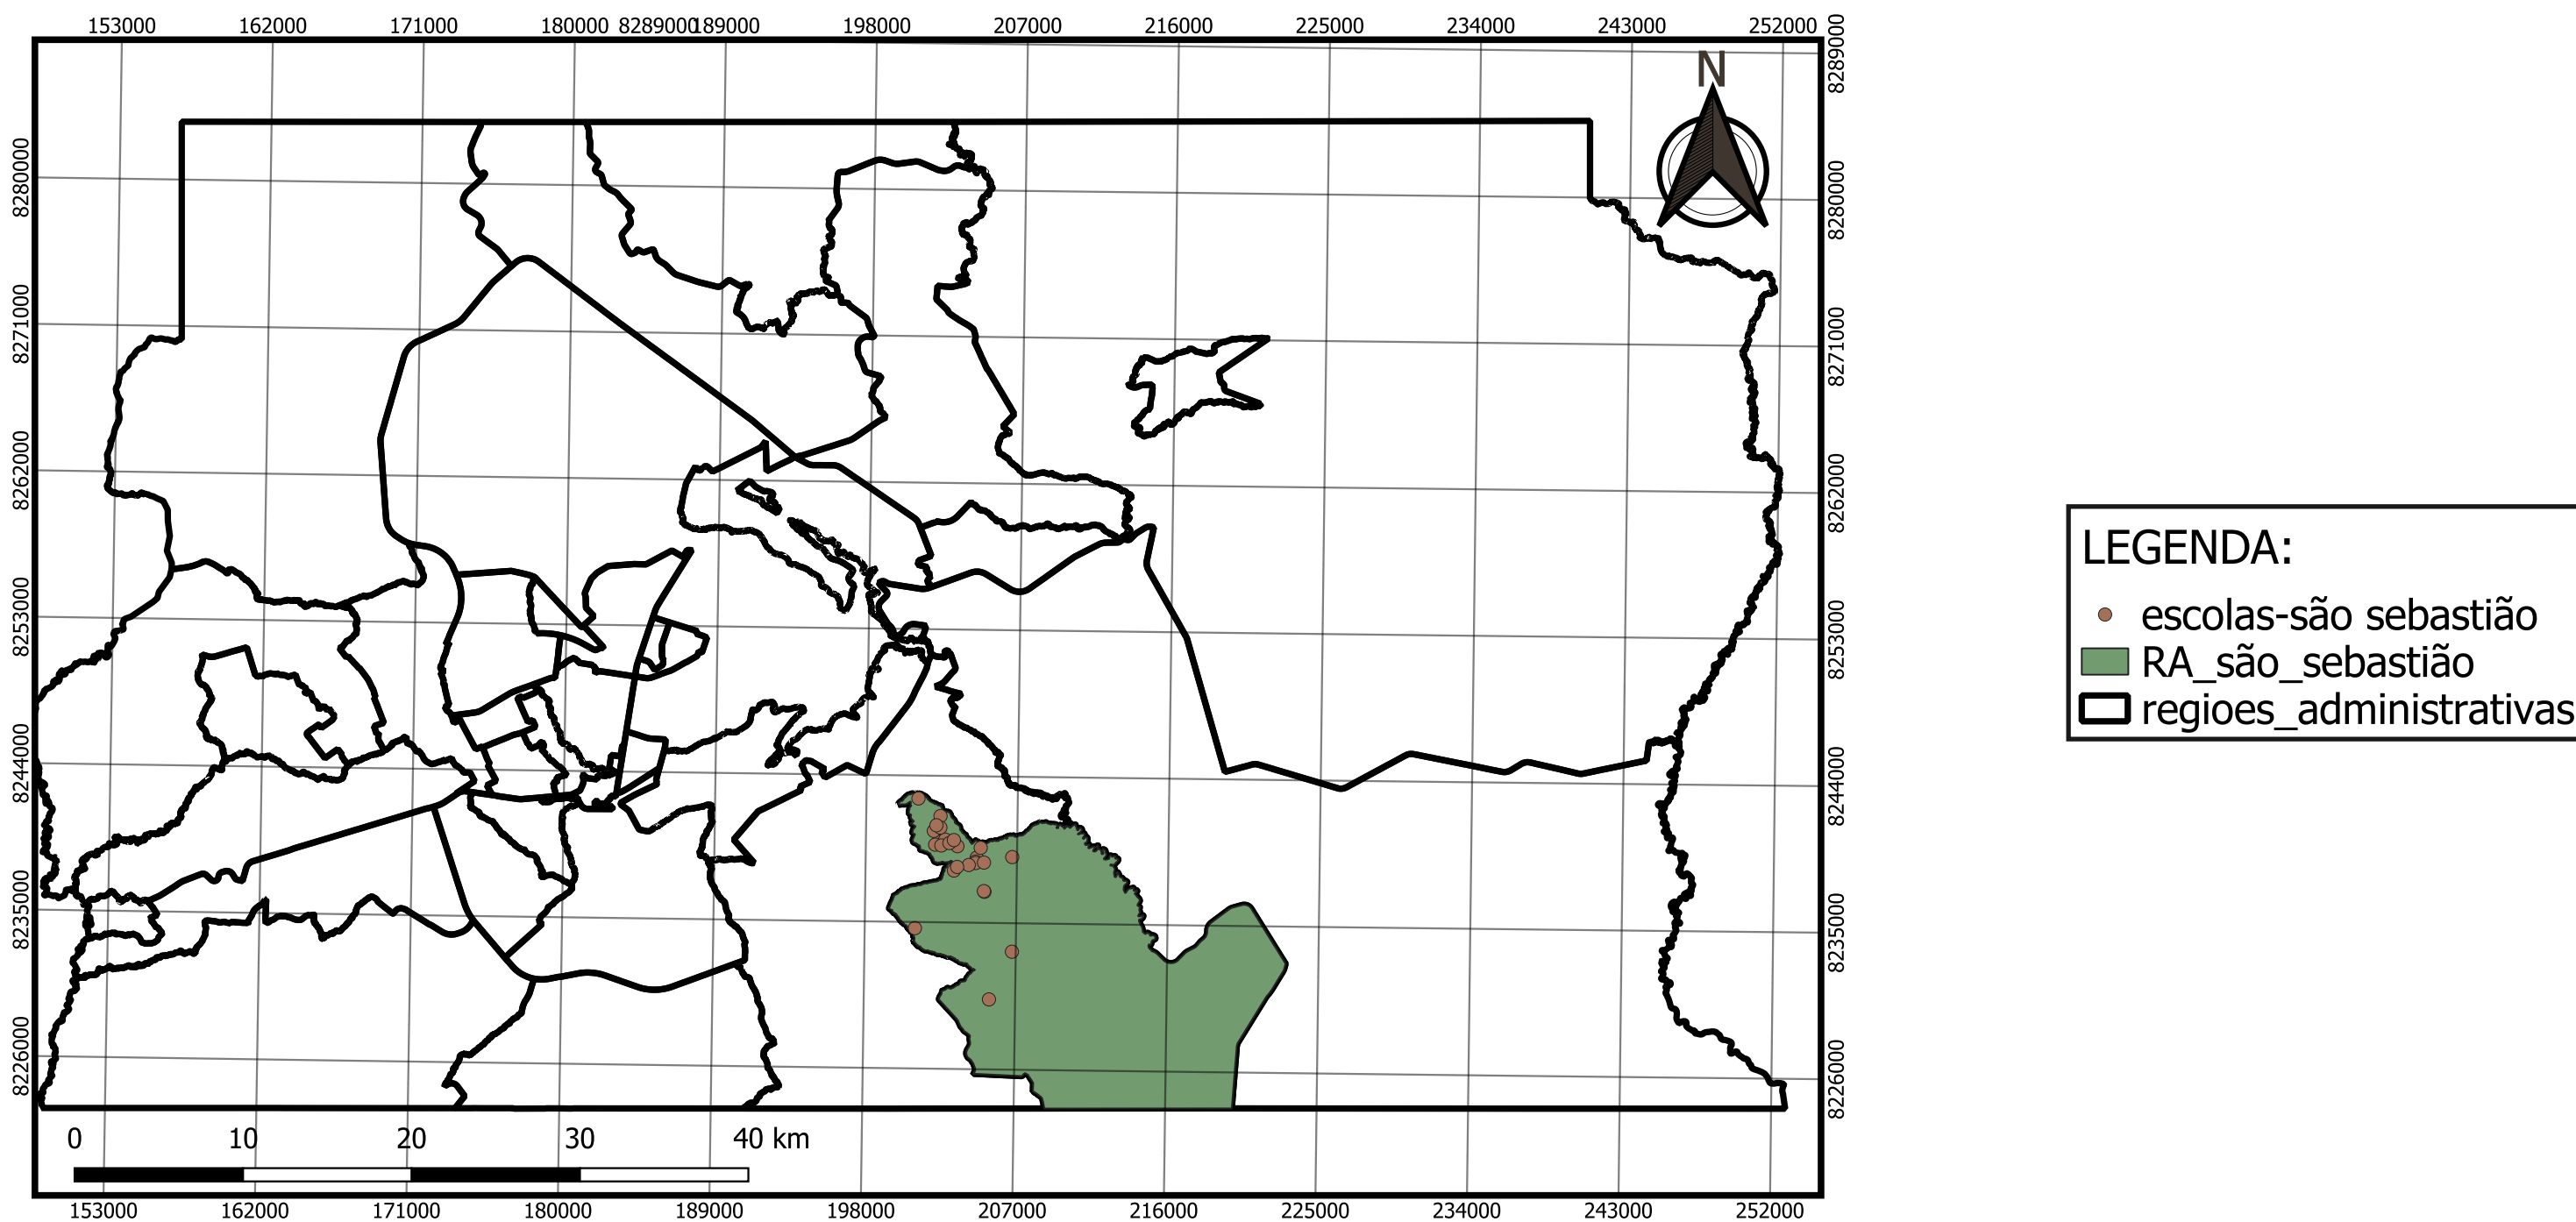 153000 162000 171000 180000 8289000 189000 198000 207000 216000 225000 234000 243000 252000
8289000
N
8280000
8280000
8271000
8271000
8262000
8262000
8253000
8253000
8244000
8244000
8235000
8235000
8226000
8226000
LEGENDA:
escolas-são sebastião
RA_são_sebastião
regioes_administrativas
0 10 20 30 40 km
153000 162000 171000 180000 189000 198000 207000 216000 225000 234000 243000 252000